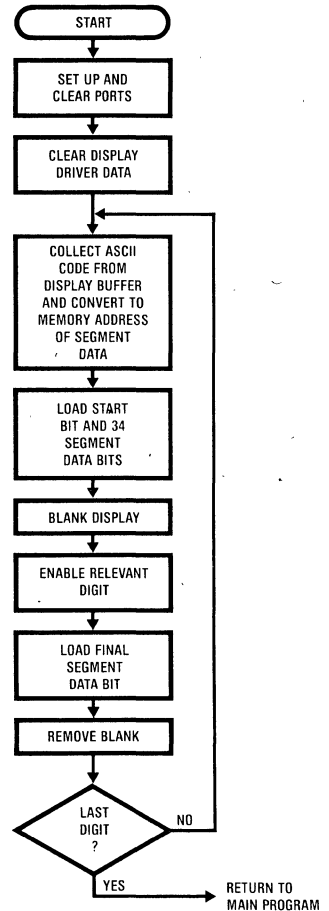 START
SET UP AND
CLEAR PORTS
CLEAR DISPLAY
DRIVER DATA
COLLECT ASCII
CODE FROM
DISPLAY BUFFER
AND CONVERT TO
MEMORY ADDRESS
OF SEGMENT
DATA
LOAD START
BIT AND 34
SEGMENT
DATA BITS
BLANK DISPLAY
ENABLE RELEVANT
DIGIT
LOAD FINAL
SEGMENT
DATA BIT
REMOVE BLANK
LAST
DIGIT
?
NO
YES
RETURN TO
MAIN PROGRAM